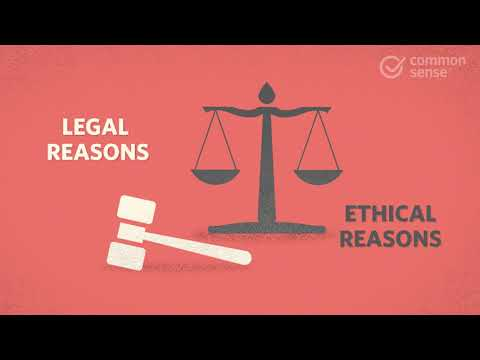 common
sense
LEGAL
REASONS
ETHICAL
REASONS